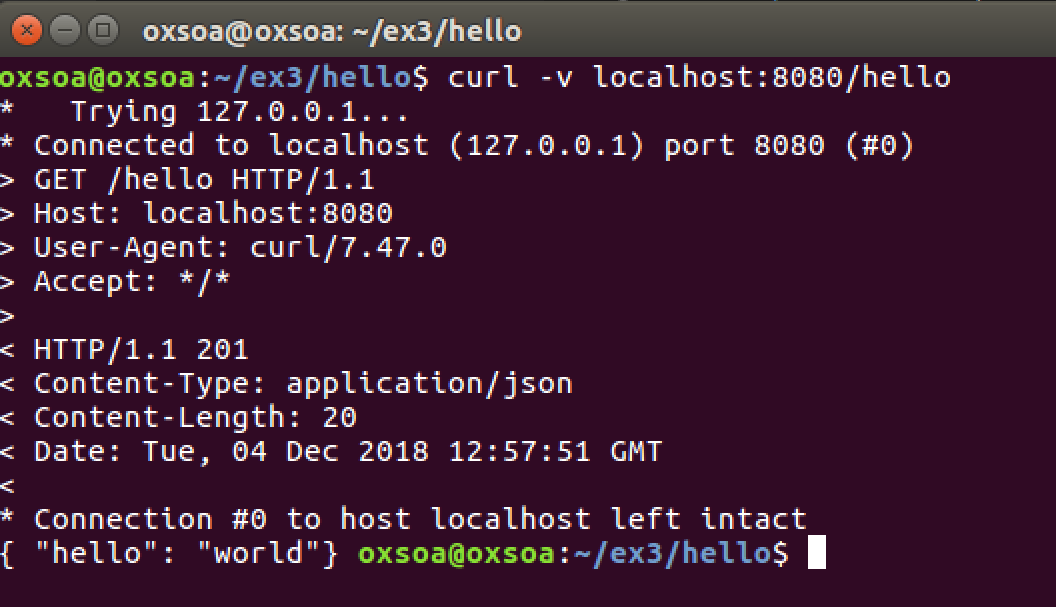 oxsoa@oxsoa: ~/ex3/hello
oxsoa@oxsoa:~/ex3/hello$ curl -v localhost:8080/hello
*   Trying 127.0.0.1...
* Connected to localhost (127.0.0.1) port 8080 (#0)
> GET /hello HTTP/1.1
> Host: localhost:8080
> User-Agent: curl/7.47.0
> Accept: */*
>
< HTTP/1.1 201
< Content-Type: application/json
< Content-Length: 20
< Date: Tue, 04 Dec 2018 12:57:51 GMT
<
* Connection #0 to host localhost left intact
{ "hello": "world"} oxsoa@oxsoa:~/ex3/hello$